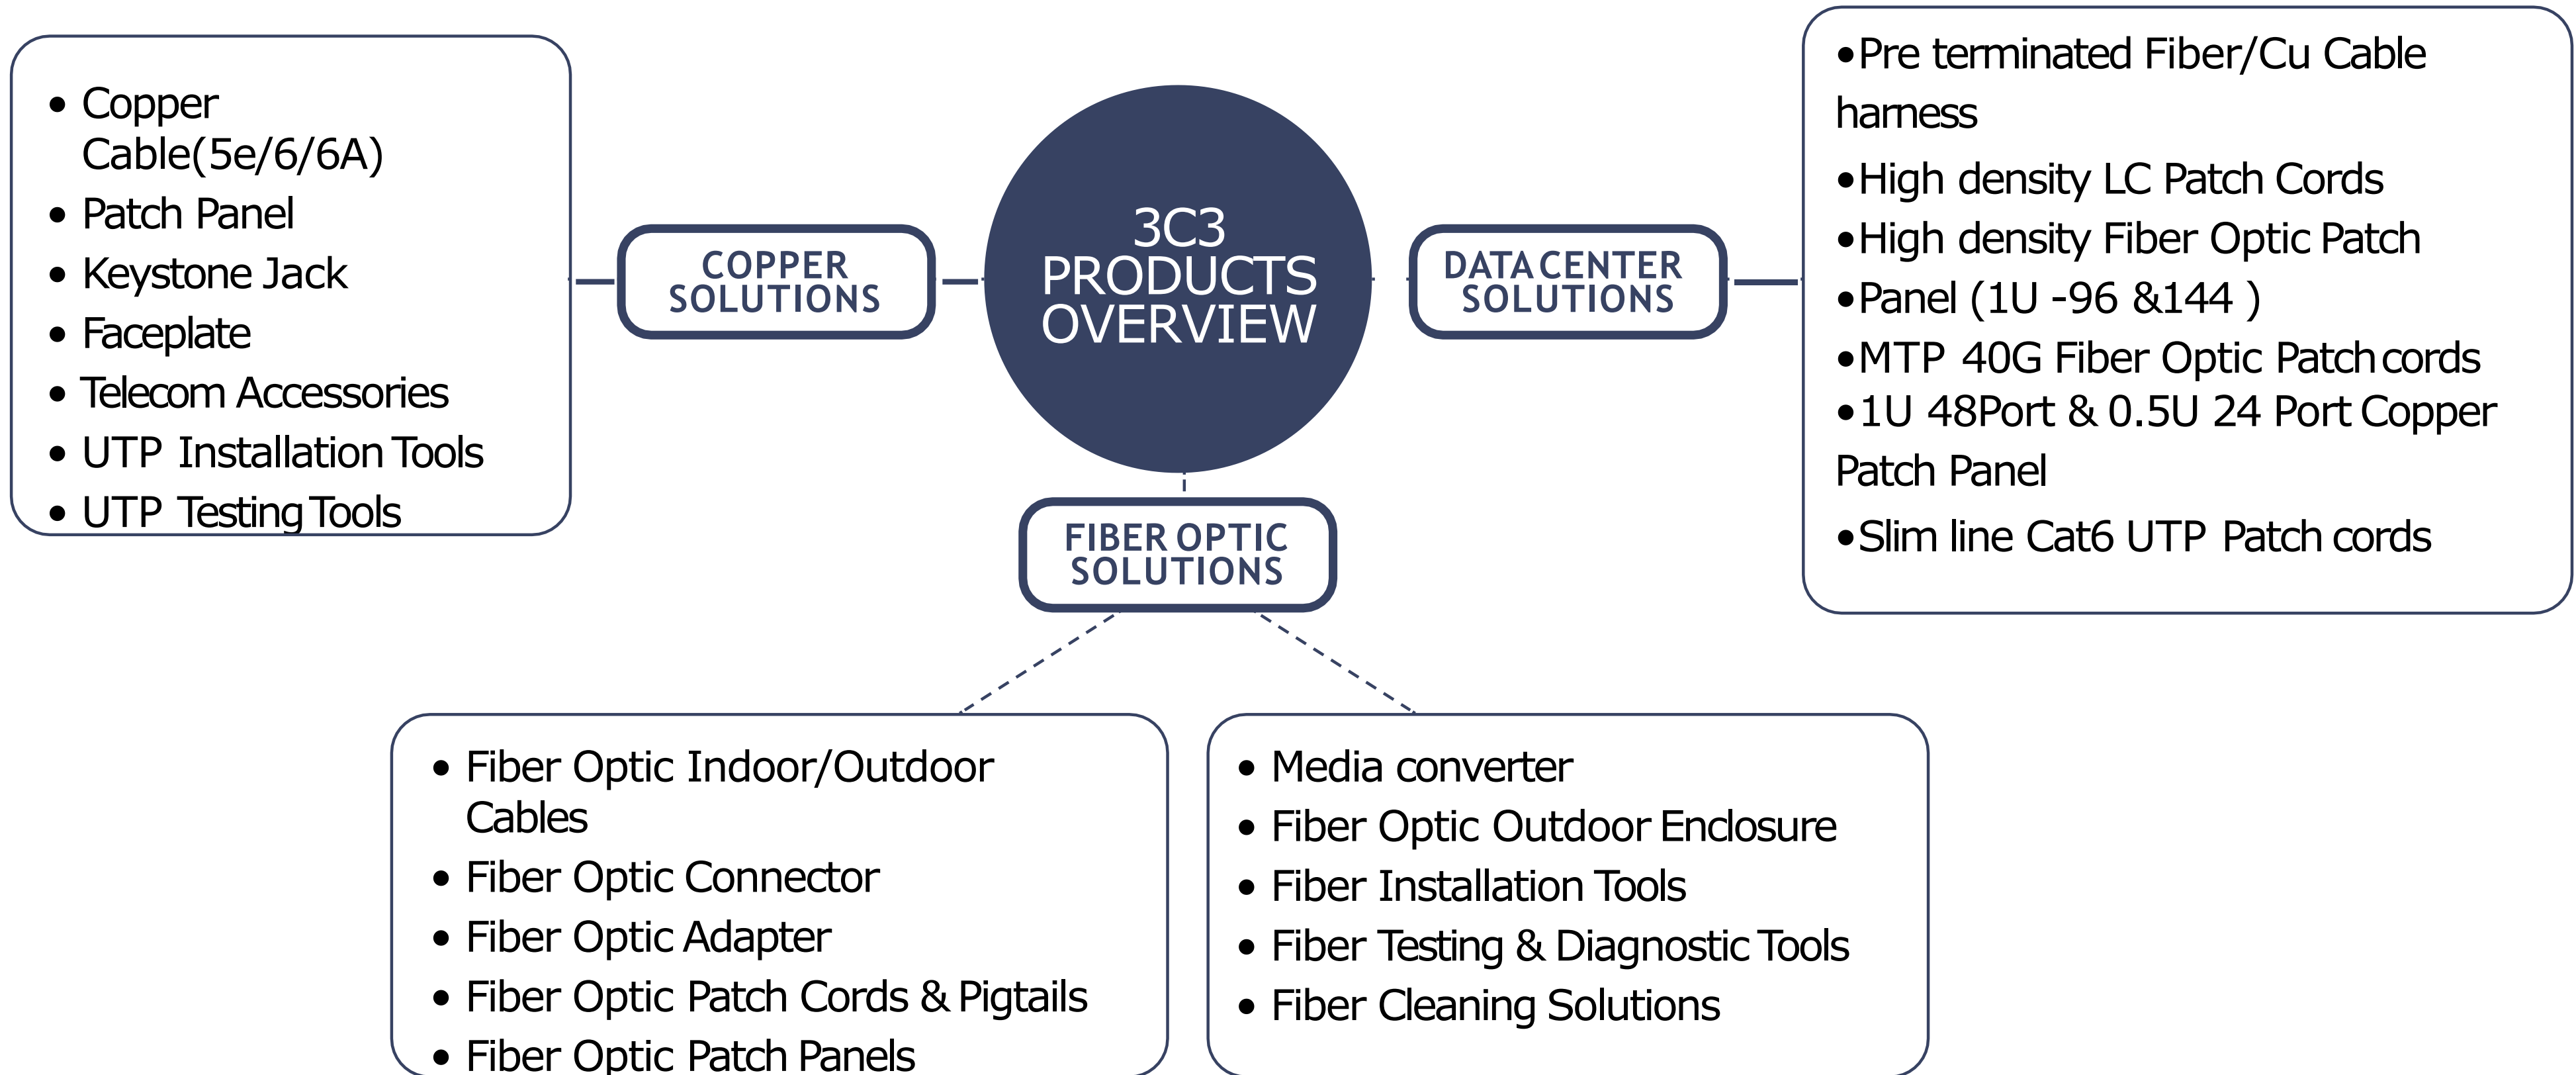 • Copper
Cable(5e/6/6A)
• Patch Panel
• Keystone Jack
• Faceplate
• Telecom Accessories
• UTP Installation Tools
• UTP Testing Tools
COPPER
SOLUTIONS
3C3
PRODUCTS
OVERVIEW
DATA CENTER
SOLUTIONS
•Pre terminated Fiber/Cu Cable
harness
•High density LC Patch Cords
•High density Fiber Optic Patch
•Panel (1U -96 &144 )
•MTP 40G Fiber Optic Patch cords
•1U 48Port & 0.5U 24 Port Copper
Patch Panel
•Slim line Cat6 UTP Patch cords
FIBER OPTIC
SOLUTIONS
• Fiber Optic Indoor/Outdoor
Cables
• Fiber Optic Connector
• Fiber Optic Adapter
• Fiber Optic Patch Cords & Pigtails
• Fiber Optic Patch Panels
• Media converter
• Fiber Optic Outdoor Enclosure
• Fiber Installation Tools
• Fiber Testing & Diagnostic Tools
• Fiber Cleaning Solutions